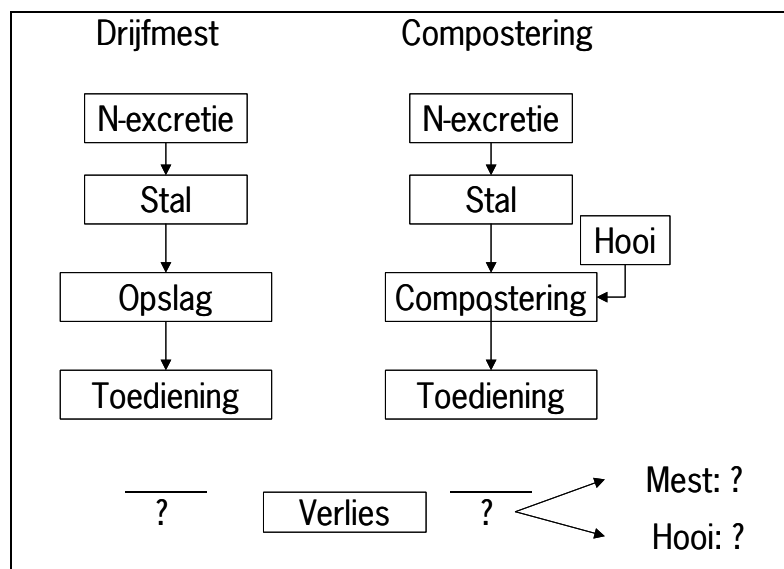 Drijfmest
Compostering
N-excretie
N-excretie
Stal
Stal
Hooi
Opslag
Compostering
Toediening
Toediening
?
Verlies
?
Mest: ?
Hooi: ?